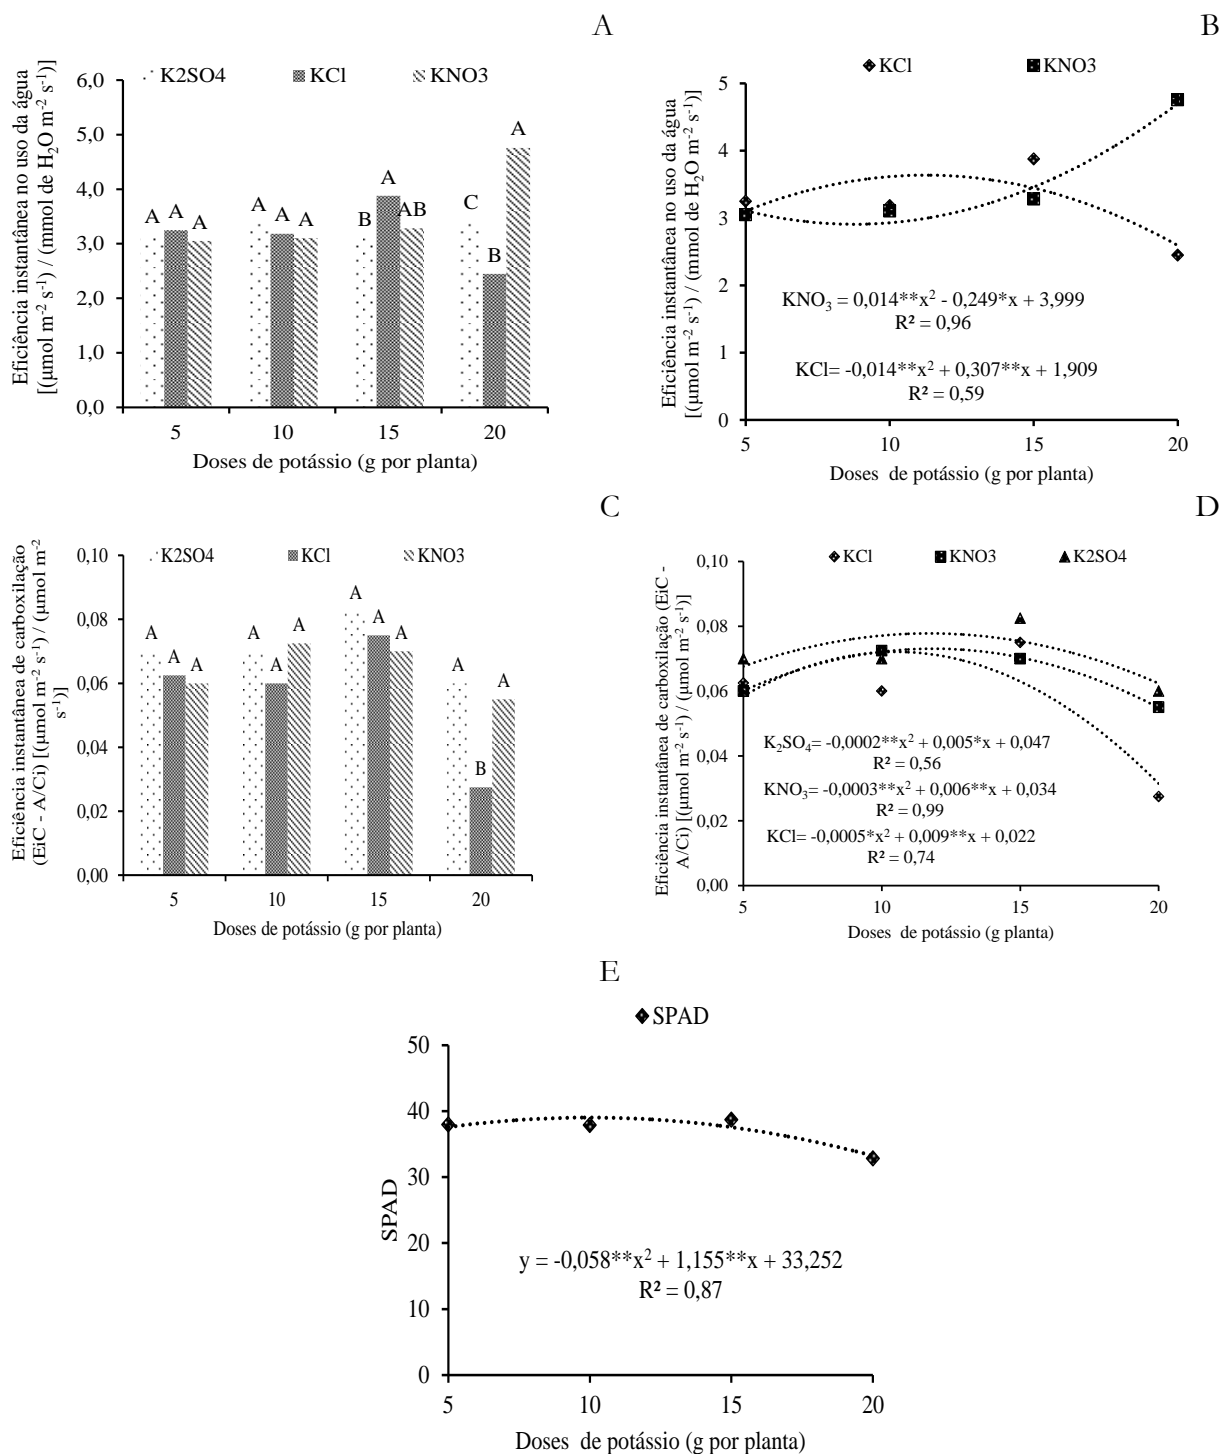 A
K2SO4 KCl KNO3
Eficiência instantânea no uso da água
[(μmol m-2 s-1) / (mmol de H2O m-2 s-1)]
6,0
5,0
4,0
3,0
2,0
1,0
0,0
A A A
A A A
B A AB
C B A
5 10 15 20
Doses de potássio (g por planta)
B
KCl KNO3
Eficiência instantânea no uso da água
[(μmol m-2 s-1) / (mmol de H2O m-2 s-1)]
5
4
3
2
1
0
KNO3 = 0,014**x2 - 0,249*x + 3,999
R² = 0,96
KCl= -0,014**x2 + 0,307**x + 1,909
R² = 0,59
5 10 15 20
Doses de potássio (g por planta)
C
K2SO4 KCl KNO3
Eficiência instantânea de carboxilação
(EiC - A/Ci) [(μmol m-2 s-1) / (μmol m-2
s-1)]
0,10
0,08
0,06
0,04
0,02
0,00
A A A
A A A
A A A
A B A
5 10 15 20
Doses de potássio (g por planta)
D
KCl KNO3 K2SO4
Eficiência instantânea de carboxilação (EiC -
A/Ci) [(μmol m-2 s-1) / (μmol m-2 s-1)]
0,10
0,08
0,06
0,04
0,02
0,00
K2SO4= -0,0002**x2 + 0,005*x + 0,047
R² = 0,56
KNO3= -0,0003**x2 + 0,006**x + 0,034
R² = 0,99
KCl= -0,0005*x2 + 0,009**x + 0,022
R² = 0,74
5 10 15 20
Doses de potássio (g planta)
E
SPAD
SPAD
50
40
30
20
10
0
y = -0,058**x2 + 1,155**x + 33,252
R² = 0,87
5 10 15 20
Doses de potássio (g por planta)